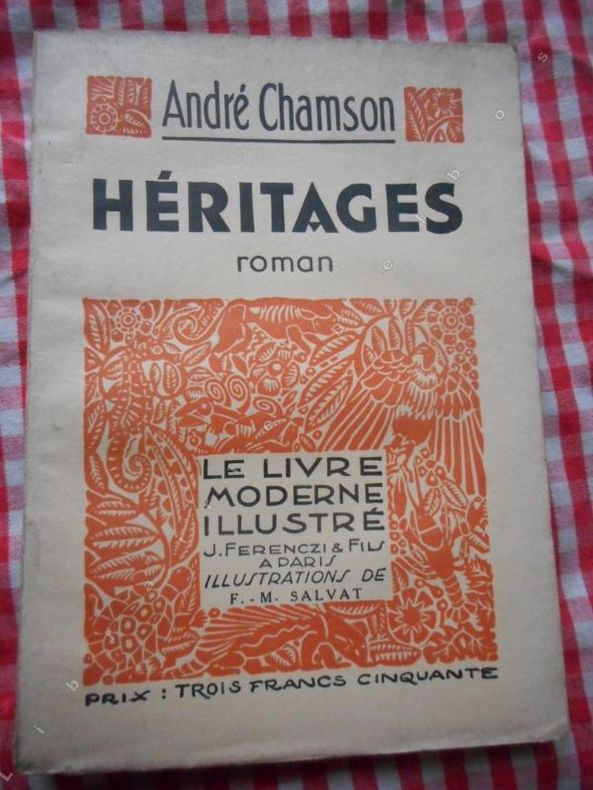 André Chamson
HÉRITAGES
roman
LE LIVRE
MODERNE
ILLUSTRÉ
J. FERENCZI & FILS
A PARIS
ILLUSTRATIONS DE
F.-M. SALVAT
PRIX : TROIS FRANCS CINQUANTE